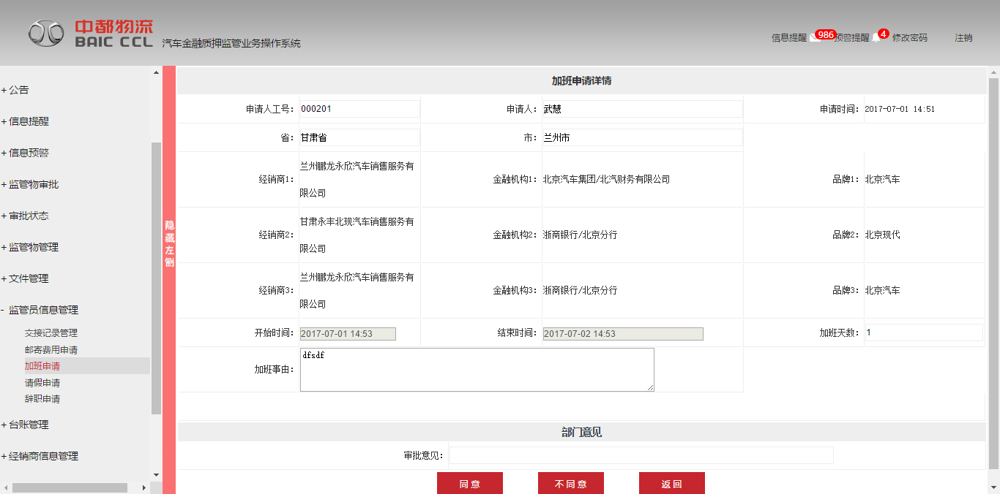 中都物流
BAIC CCL
汽车金融质押监管业务操作系统
信息提醒 986 预警提醒 4 修改密码 注销
+ 公告
+ 信息提醒
+ 信息预警
+ 监管物审批
+ 审批状态
+ 监管物管理
+ 文件管理
- 监管员信息管理
交接记录管理
邮寄费用申请
加班申请
请假申请
辞职申请
+ 台账管理
+ 经销商信息管理
隐藏左侧
加班申请详情
申请人工号: 000201 申请人: 武慧 申请时间: 2017-07-01 14:51
省: 甘肃省 市: 兰州市
经销商1: 兰州鹏龙永欣汽车销售服务有
限公司
金融机构1: 北京汽车集团/北汽财务有限公司 品牌1: 北京汽车
经销商2: 甘肃永丰北现汽车销售服务有
限公司
金融机构2: 浙商银行/北京分行 品牌2: 北京现代
经销商3: 兰州鹏龙永欣汽车销售服务有
限公司
金融机构3: 浙商银行/北京分行 品牌3: 北京汽车
开始时间: 2017-07-01 14:53 结束时间: 2017-07-02 14:53 加班天数: 1
加班事由: dfsdf
部门意见
审批意见:
同意 不同意 返回